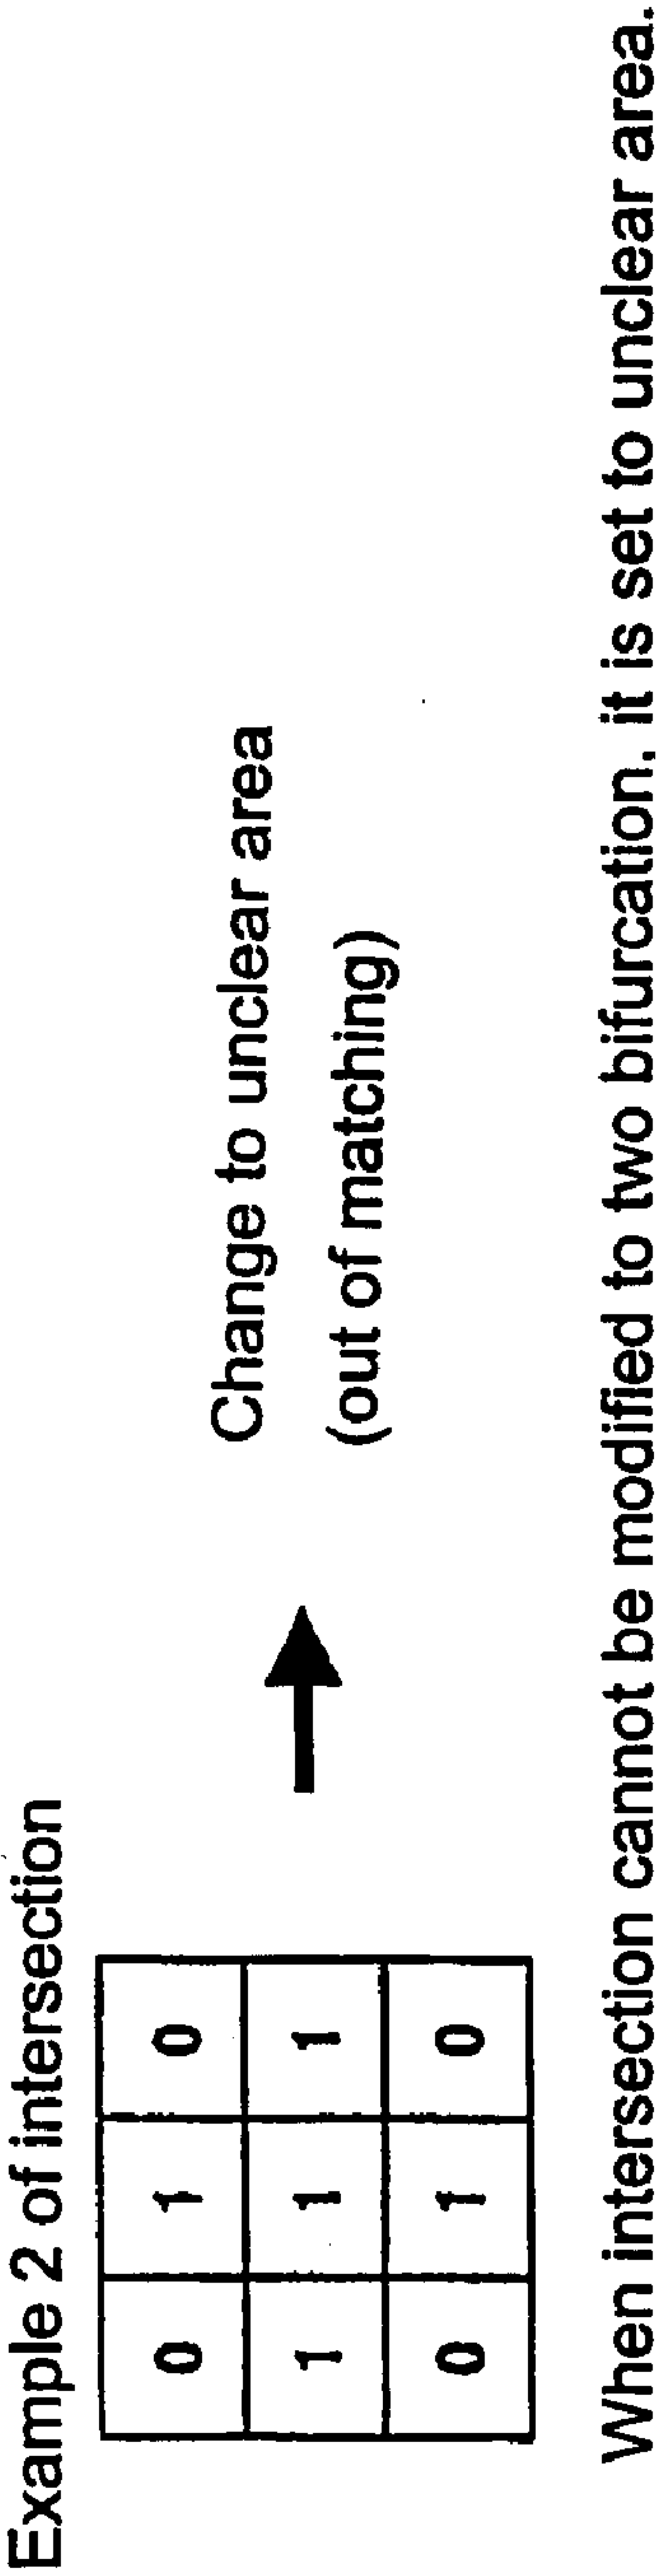 Example 2 of intersection
0 1 0
1 1 1
0 1 0
Change to unclear area
(out of matching)
When intersection cannot be modified to two bifurcation, it is set to unclear area.